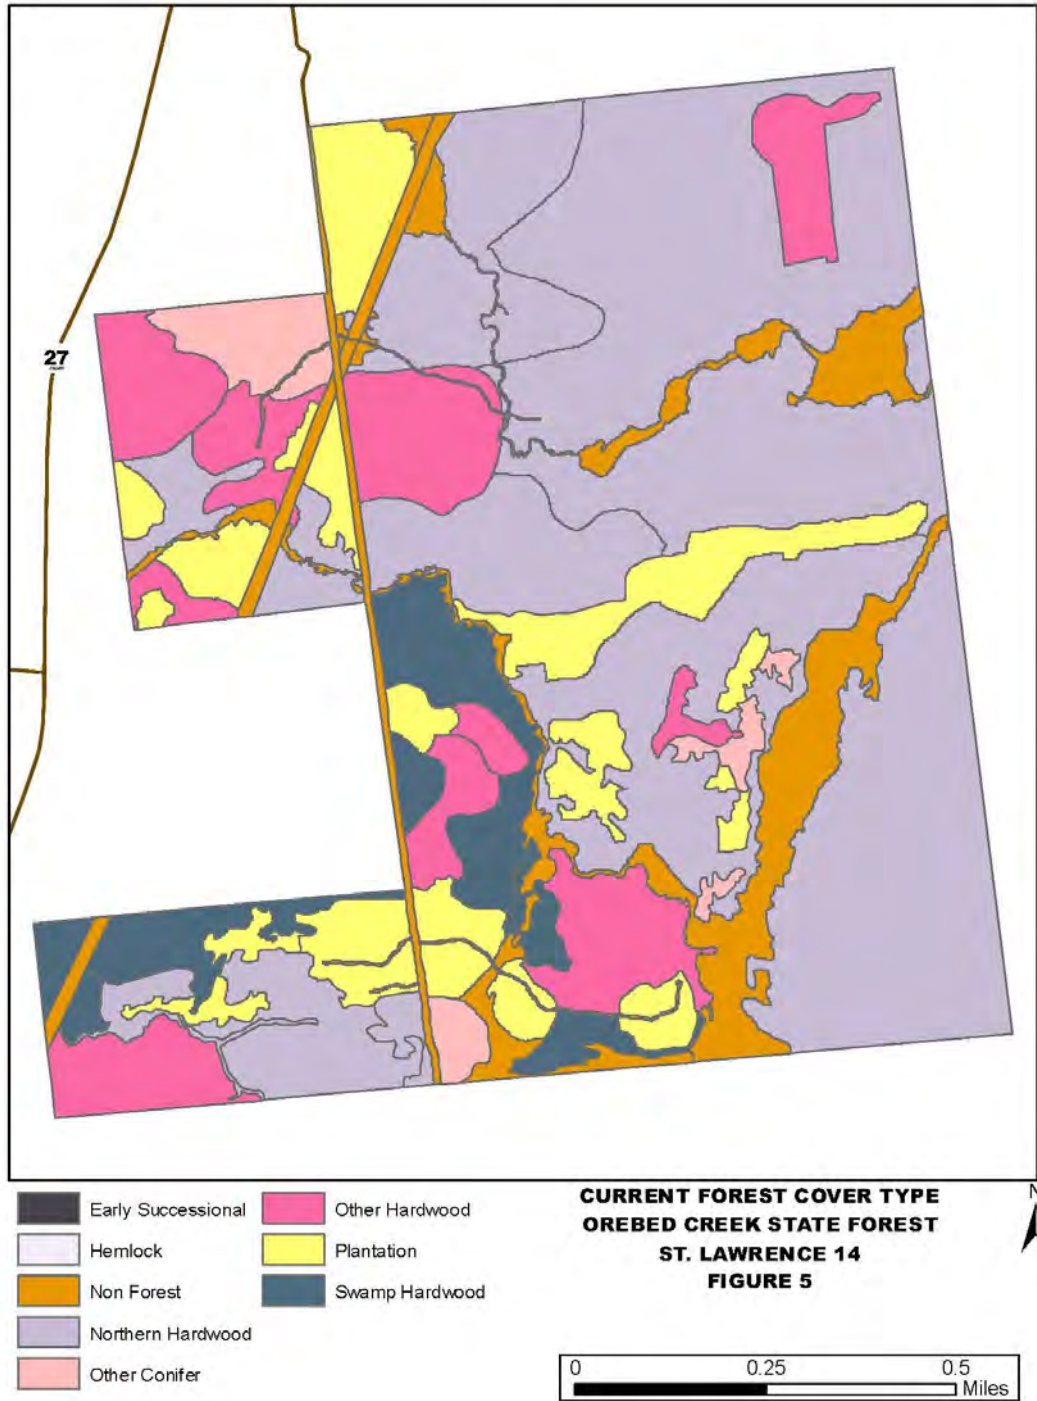 27
Early Successional
Hemlock
Non Forest
Northern Hardwood
Other Conifer
Other Hardwood
Plantation
Swamp Hardwood
CURRENT FOREST COVER TYPE
OREBED CREEK STATE FOREST
ST. LAWRENCE 14
FIGURE 5
N
0 0.25 0.5
Miles